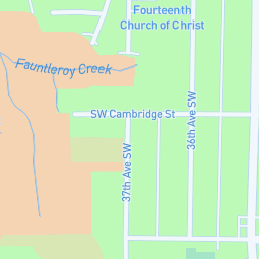 Fourteenth
Church of Christ
Fauntleroy Creek
SW Cambridge St
37th Ave SW
36th Ave SW